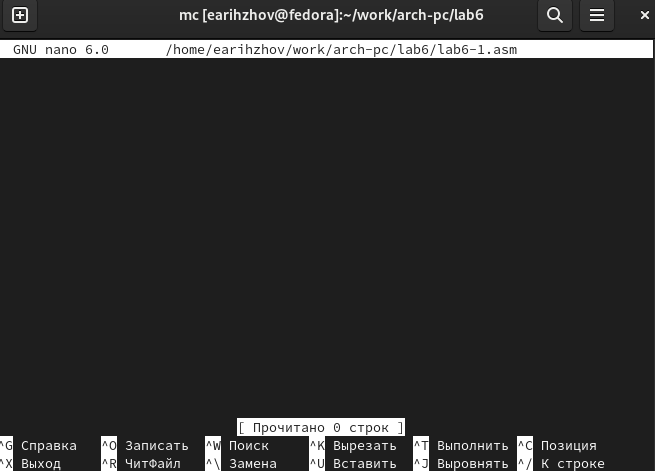 mc [earihzhov@fedora]:~/work/arch-pc/lab6
GNU nano 6.0 /home/earihzhov/work/arch-pc/lab6/lab6-1.asm
[ Прочитано 0 строк ]
^G Справка ^O Записать ^W Поиск ^K Вырезать ^T Выполнить ^C Позиция
^X Выход ^R ЧитФайл ^\ Замена ^U Вставить ^J Выровнять ^/ К строке